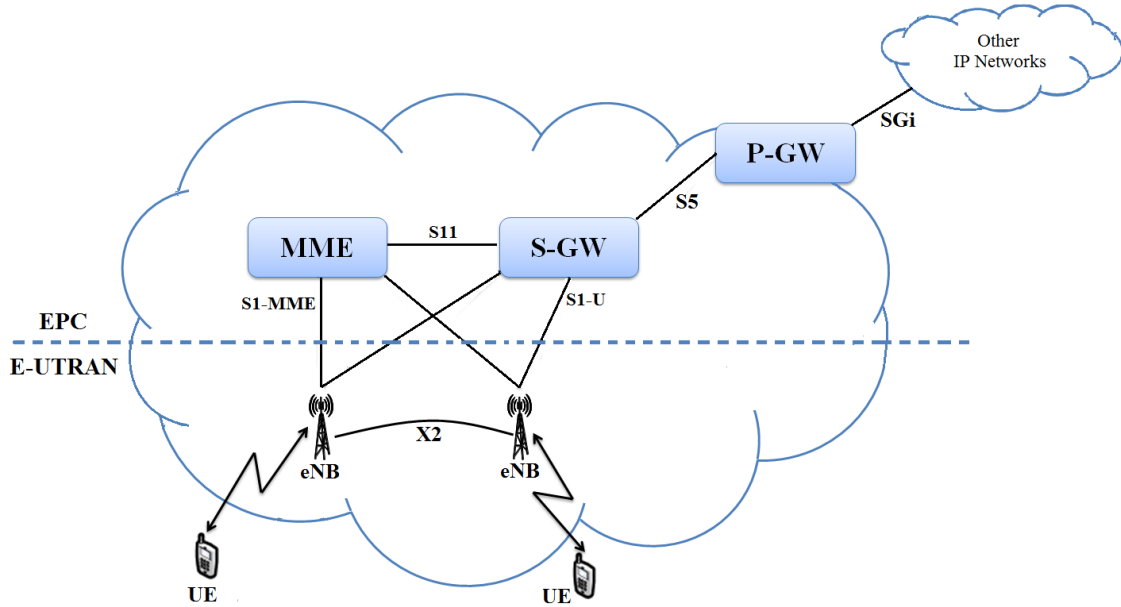 Other
IP Networks
SGi
P-GW
S5
MME
S11
S-GW
S1-MME
S1-U
EPC
E-UTRAN
X2
eNB
eNB
UE
UE